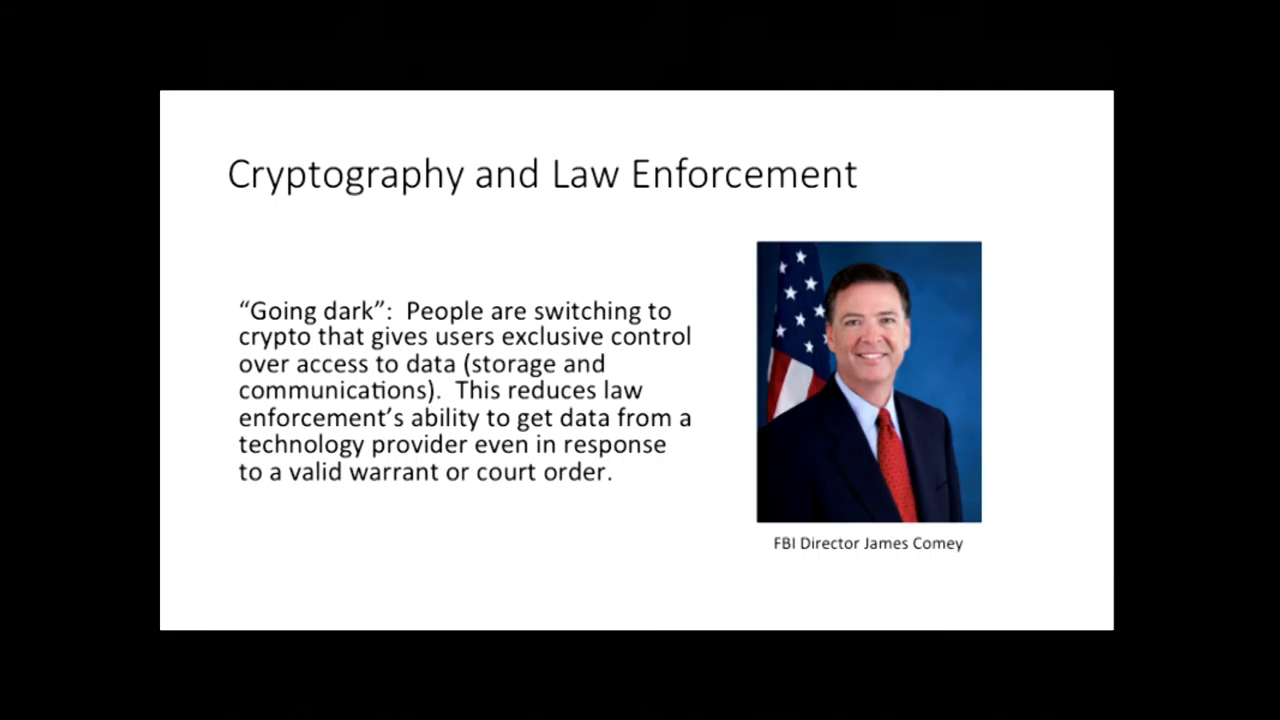 Cryptography and Law Enforcement
“Going dark”:  People are switching to
crypto that gives users exclusive control
over access to data (storage and
communications).  This reduces law
enforcement’s ability to get data from a
technology provider even in response
to a valid warrant or court order.
FBI Director James Comey